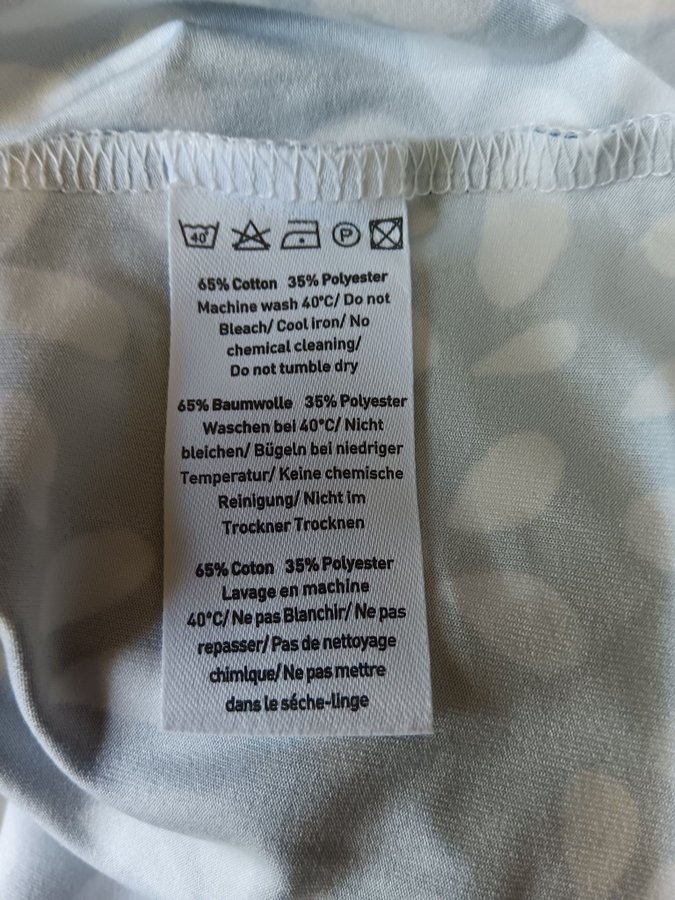 40
P
65% Cotton 35% Polyester
Machine wash 40°C/ Do not
Bleach/ Cool iron/ No
chemical cleaning/
Do not tumble dry
65% Baumwolle 35% Polyester
Waschen bei 40°C/ Nicht
bleichen/ Bügeln bei niedriger
Temperatur/ Keine chemische
Reinigung/ Nicht im
Trockner Trocknen
65% Coton 35% Polyester
Lavage en machine
40°C/ Ne pas Blanchir/ Ne pas
repasser/ Pas de nettoyage
chimlque/ Ne pas mettre
dans le séche-linge